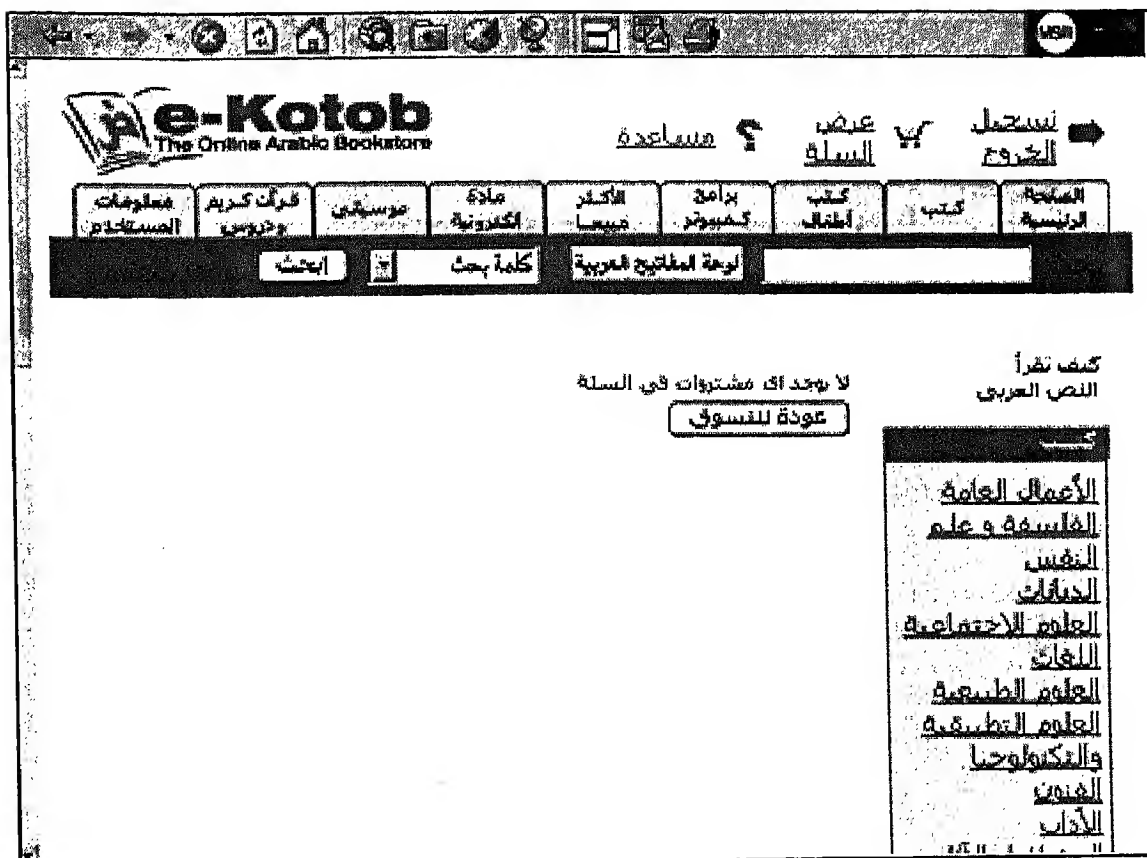 MSN
e-Kotob
The Online Arabic Bookstore
تسجيل الخروج
عرض السلة
? مساعدة
الصفحة الرئيسية
كتب
كتب أطفال
برامج كمبيوتر
الأكثر مبيعا
مادة الكترونية
موسيقى
قرآن كريم ودروس
معلومات المستخدم
لوحة المفاتيح العربية
كلمة بحث
ابحث
كيف تقرأ
النص العربي
لا يوجد اى مشتروات في السلة
عودة للتسوق
كتب
الأعمال العامة
الفلسفة و علم
النفس
الديانات
العلوم الاجتماعية
اللغات
العلوم الطبيعية
العلوم التطبيقية
والتكنولوجيا
الفنون
الأداب